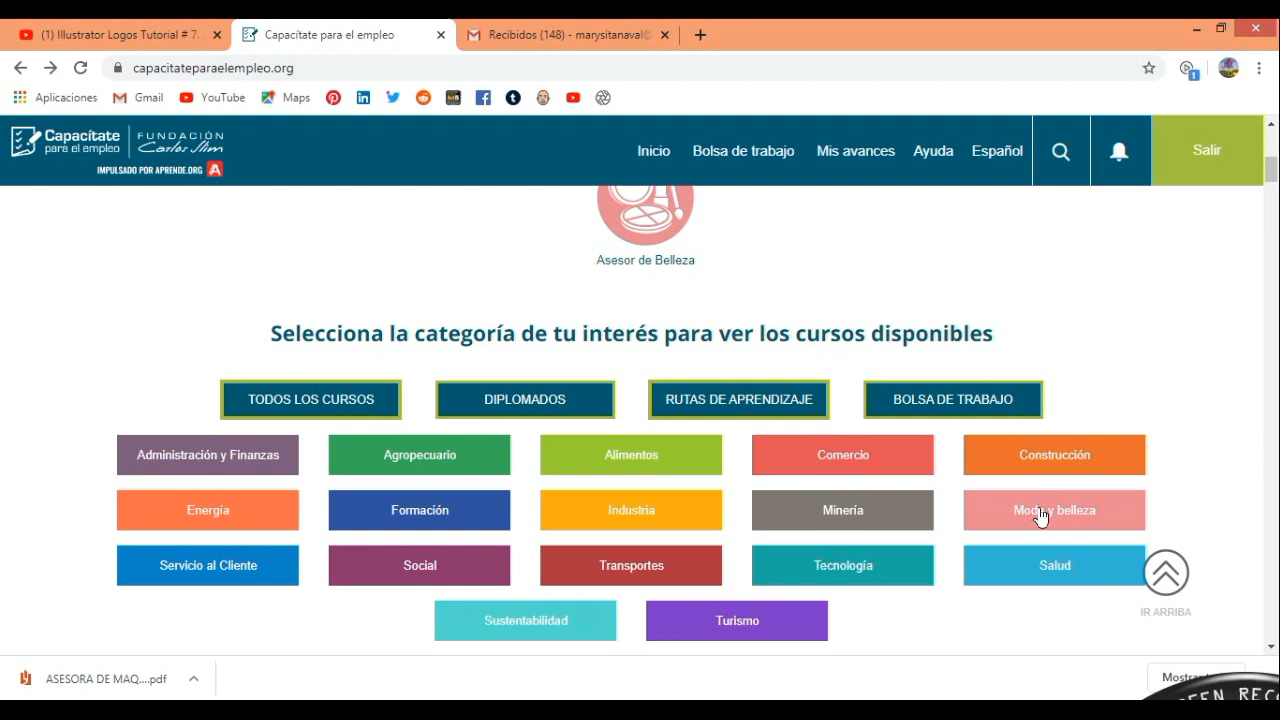 (1) Illustrator Logos Tutorial # 7.
Capacítate para el empleo
Recibidos (148) - marysitanaval@
capacitateparaelempleo.org
Aplicaciones
Gmail
YouTube
Maps
Capacítate
para el empleo
FUNDACIÓN
Carlos Slim
IMPULSADO POR APRENDE.ORG A
Inicio
Bolsa de trabajo
Mis avances
Ayuda
Español
Salir
Asesor de Belleza
Selecciona la categoría de tu interés para ver los cursos disponibles
TODOS LOS CURSOS
DIPLOMADOS
RUTAS DE APRENDIZAJE
BOLSA DE TRABAJO
Administración y Finanzas
Agropecuario
Alimentos
Comercio
Construcción
Energía
Formación
Industria
Minería
Moda y belleza
Servicio al Cliente
Social
Transportes
Tecnología
Salud
IR ARRIBA
Sustentabilidad
Turismo
ASESORA DE MAQ....pdf